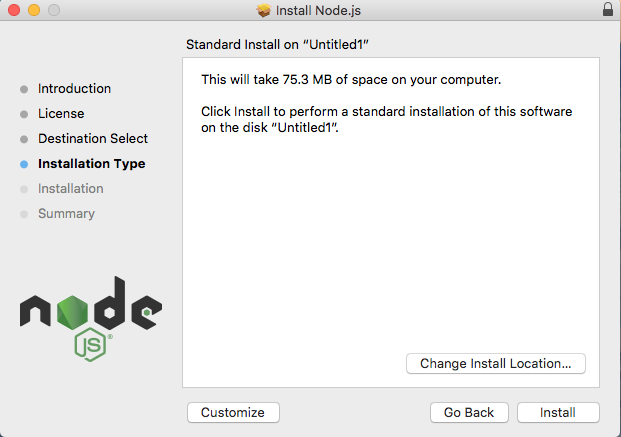 Install Node.js
Standard Install on “Untitled1”
Introduction
License
Destination Select
Installation Type
Installation
Summary
This will take 75.3 MB of space on your computer.
Click Install to perform a standard installation of this software
on the disk “Untitled1”.
node
JS®
Change Install Location...
Customize
Go Back
Install